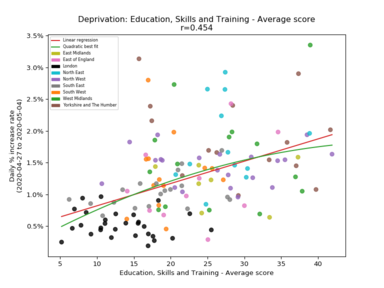 Deprivation: Education, Skills and Training - Average score
r=0.454
Daily % increase rate
(2020-04-27 to 2020-05-04)
3.5%
3.0%
2.5%
2.0%
1.5%
1.0%
0.5%
Linear regression
Quadratic best fit
East Midlands
East of England
London
North East
North West
South East
South West
West Midlands
Yorkshire and The Humber
5
10
15
20
25
30
35
40
Education, Skills and Training - Average score